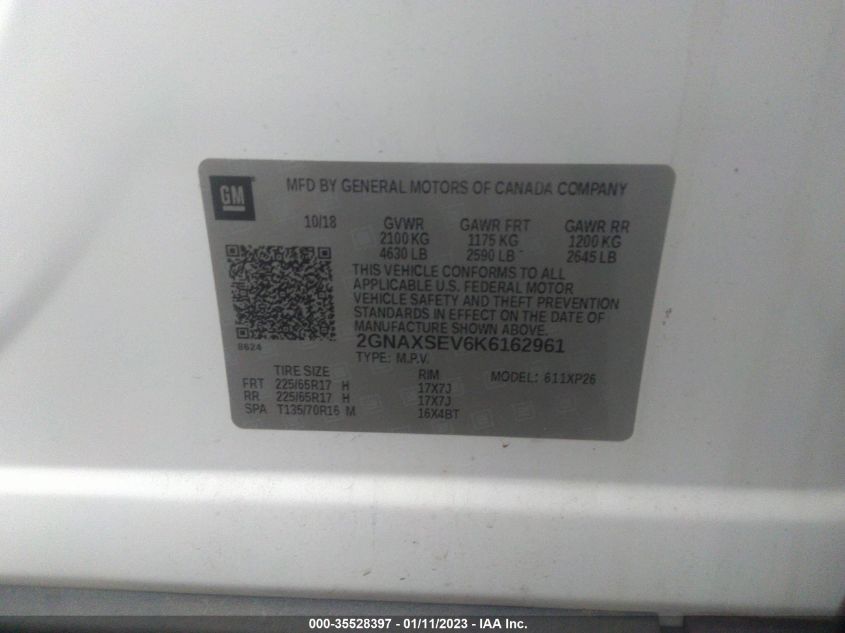 GM
MFD BY GENERAL MOTORS OF CANADA COMPANY
10/18 GVWR GAWR FRT GAWR RR
2100 KG 1175 KG 1200 KG
4630 LB 2590 LB 2645 LB
THIS VEHICLE CONFORMS TO ALL
APPLICABLE U.S. FEDERAL MOTOR
VEHICLE SAFETY AND THEFT PREVENTION
STANDARDS IN EFFECT ON THE DATE OF
MANUFACTURE SHOWN ABOVE.
8624
2GNAXSEV6K6162961
TYPE: M.P.V.
TIRE SIZE RIM MODEL: 611XP26
FRT 225/65R17 H 17X7J
RR 225/65R17 H 17X7J
SPA T135/70R16 M 16X4BT
000-35528397 - 01/11/2023 - IAA Inc.